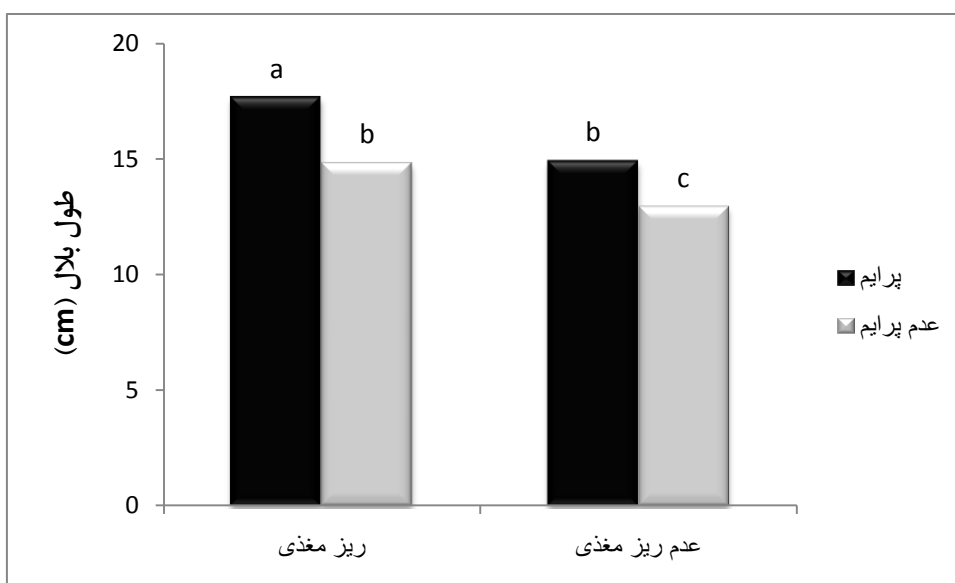 20
15
10
5
0
طول بلال (cm)
a
b
b
c
ریز مغذی
عدم ریز مغذی
پرایم
عدم پرایم